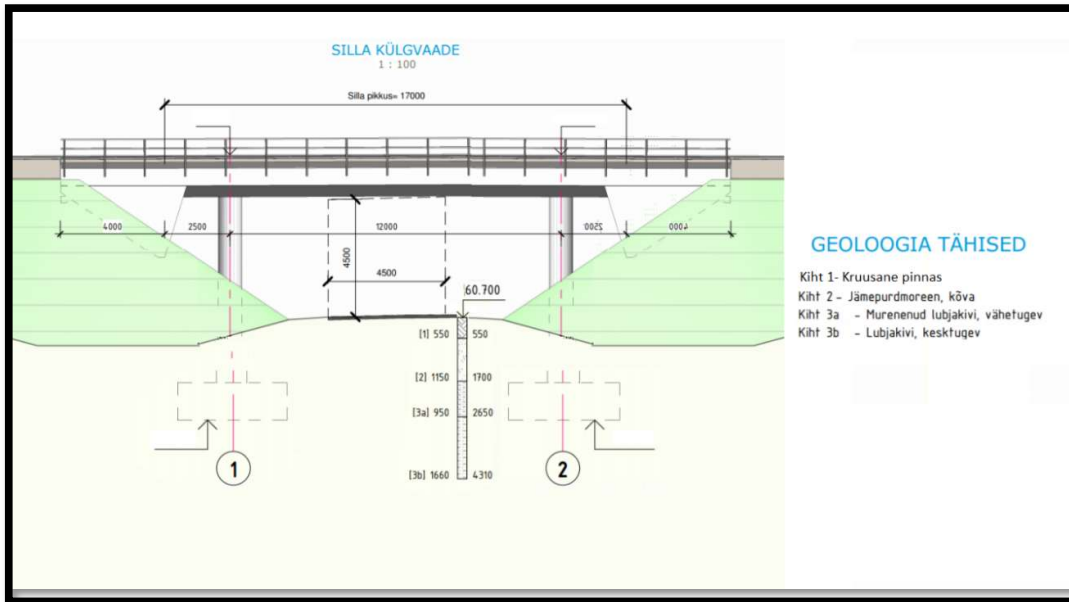 SILLA KÜLGVAADE
1 : 100
Silla pikkus= 17000
4000
2500
12000
2500
4000
4500
4500
60.700
[1] 550
550
[2] 1150
1700
[3a] 950
2650
[3b] 1660
4310
1
2
GEOLOOGIA TÄHISED
Kiht 1- Kruusane pinnas
Kiht 2 - Jämepurdmoreen, kõva
Kiht 3a - Murenenud lubjakivi, vähetugev
Kiht 3b - Lubjakivi, kesktugev